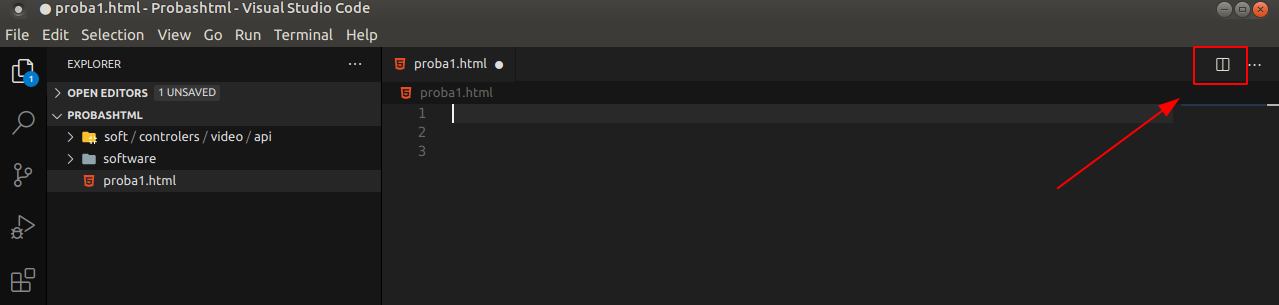 proba1.html - Probashtml - Visual Studio Code
File Edit Selection View Go Run Terminal Help
EXPLORER
proba1.html
1
OPEN EDITORS 1 UNSAVED
proba1.html
PROBASHTML
1
soft / controlers / video / api
2
software
3
proba1.html